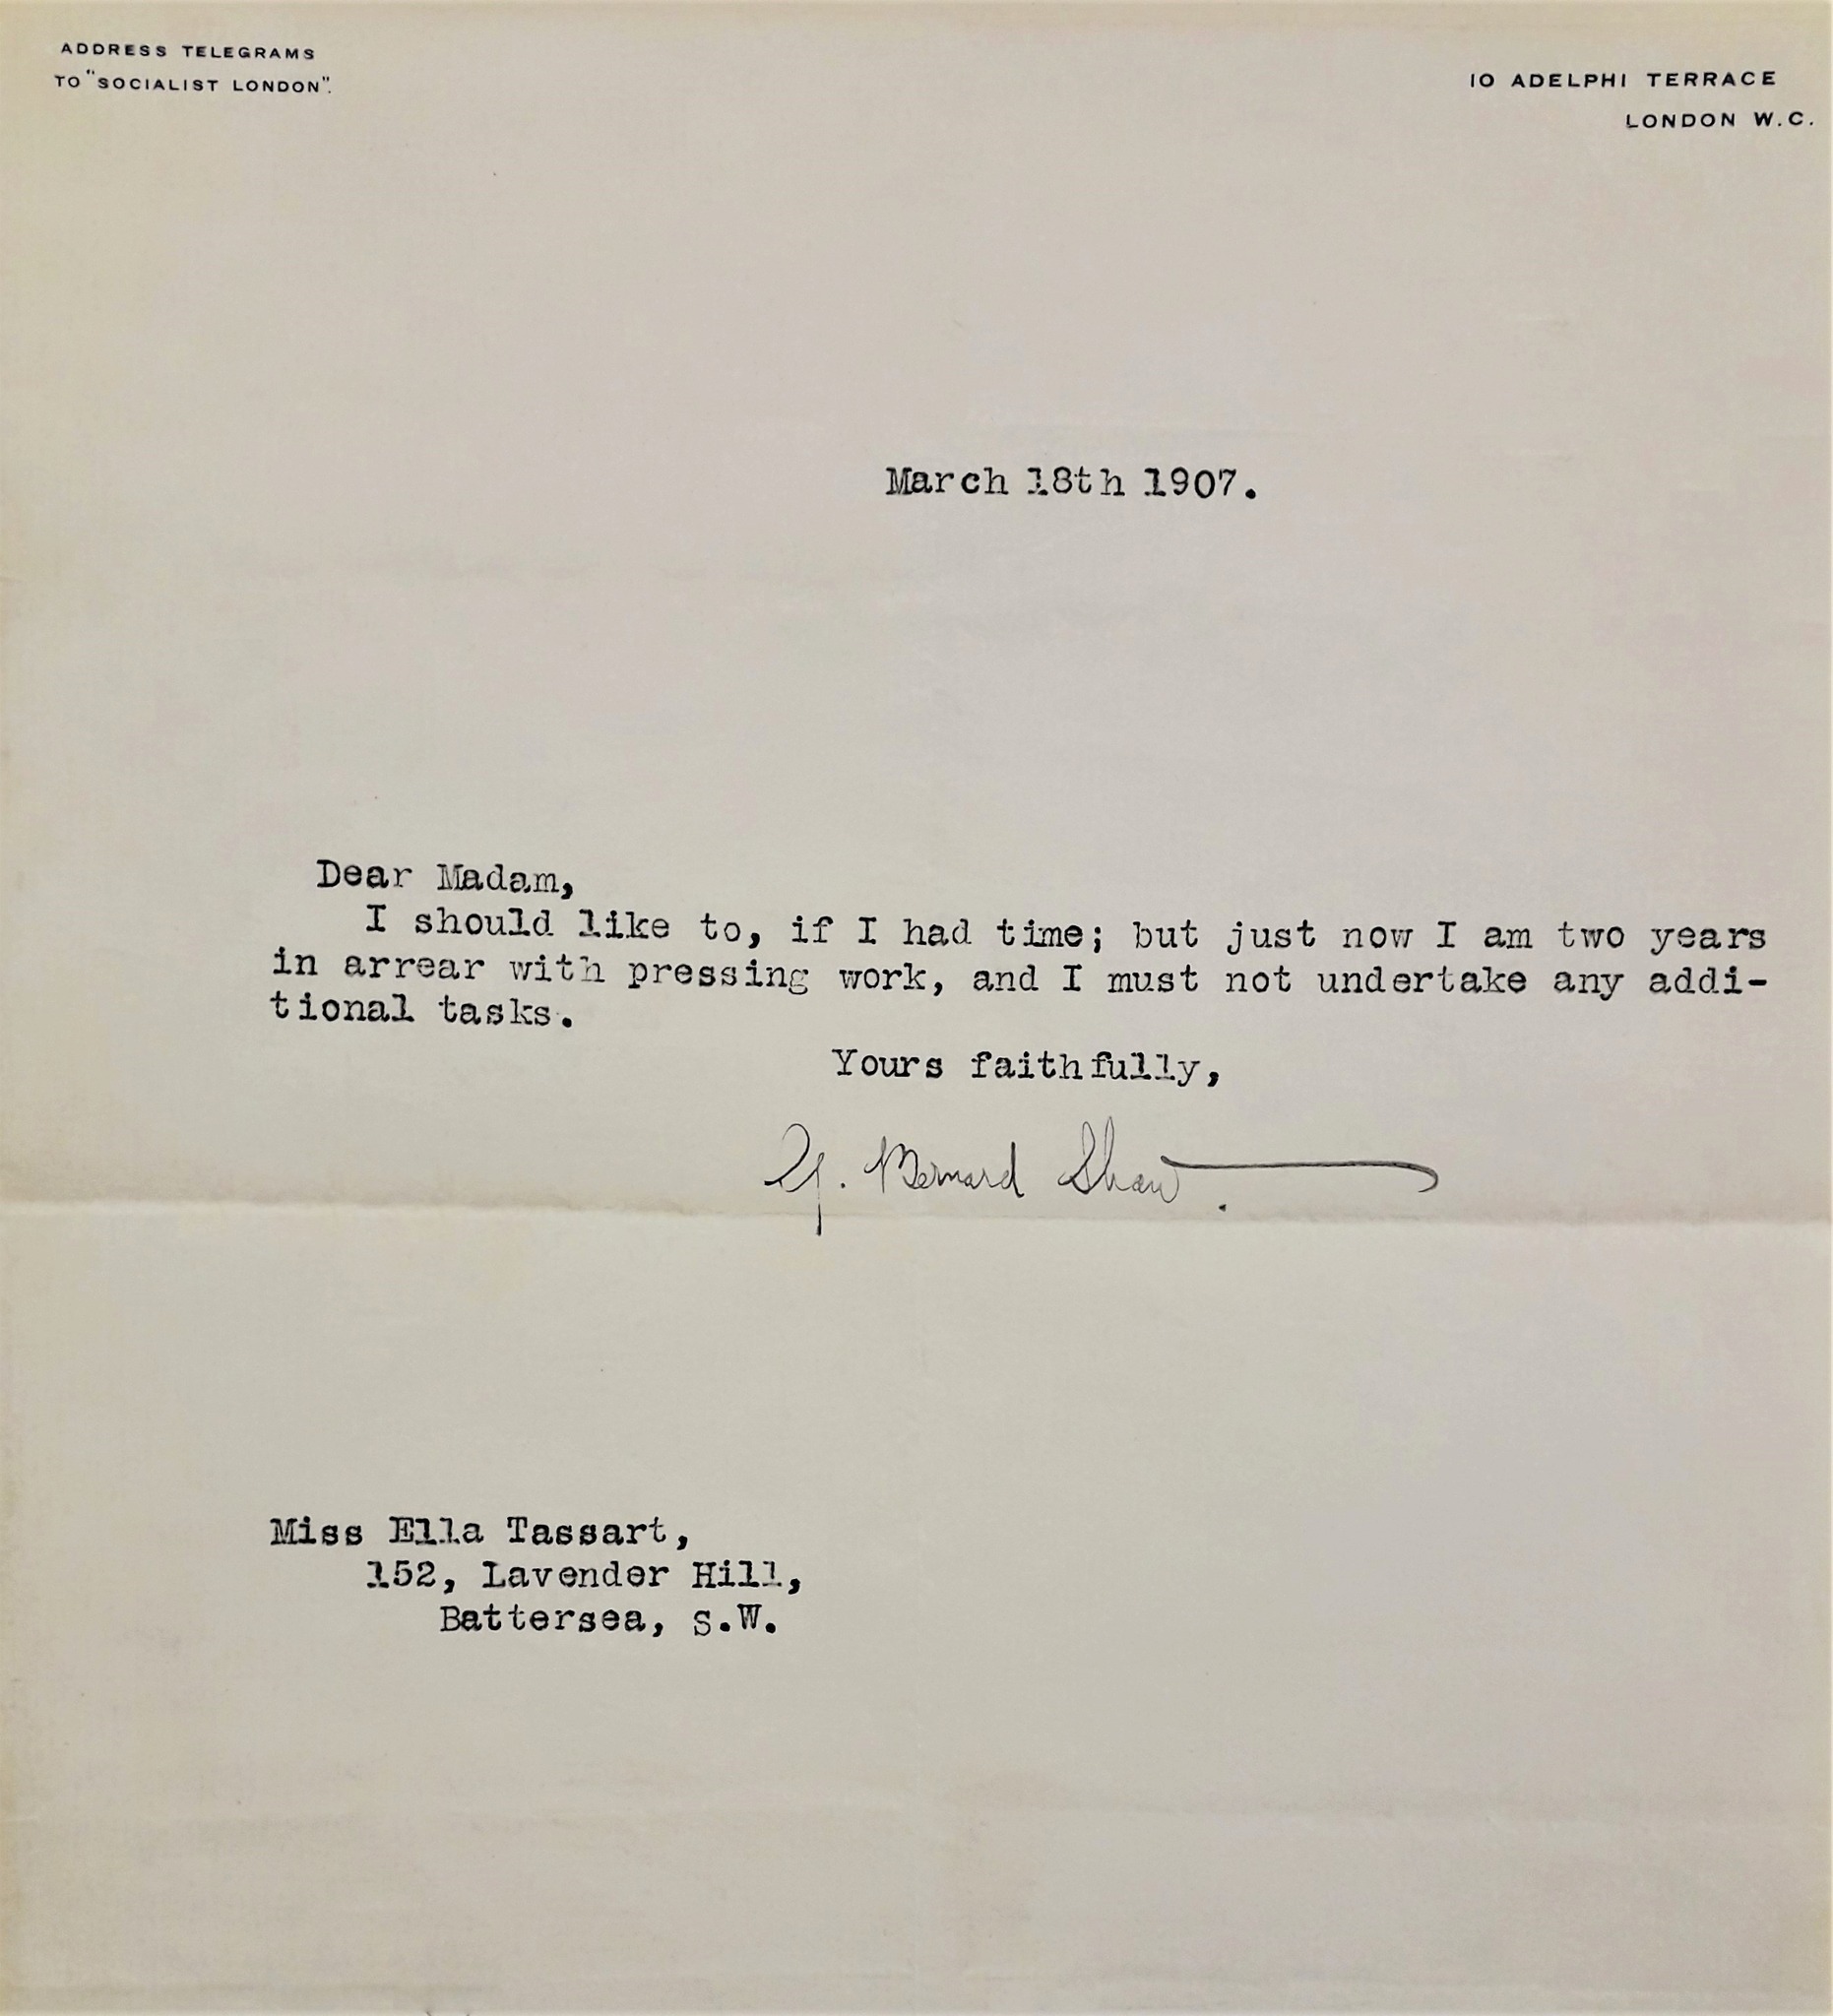 ADDRESS TELEGRAMS
TO "SOCIALIST LONDON".
10 ADELPHI TERRACE
LONDON W.C.
March 18th 1907.
Dear Madam,
I should like to, if I had time; but just now I am two years
in arrear with pressing work, and I must not undertake any addi-
tional tasks.
Yours faithfully,
G. Bernard Shaw.
Miss Ella Tassart,
152, Lavender Hill,
Battersea, S.W.